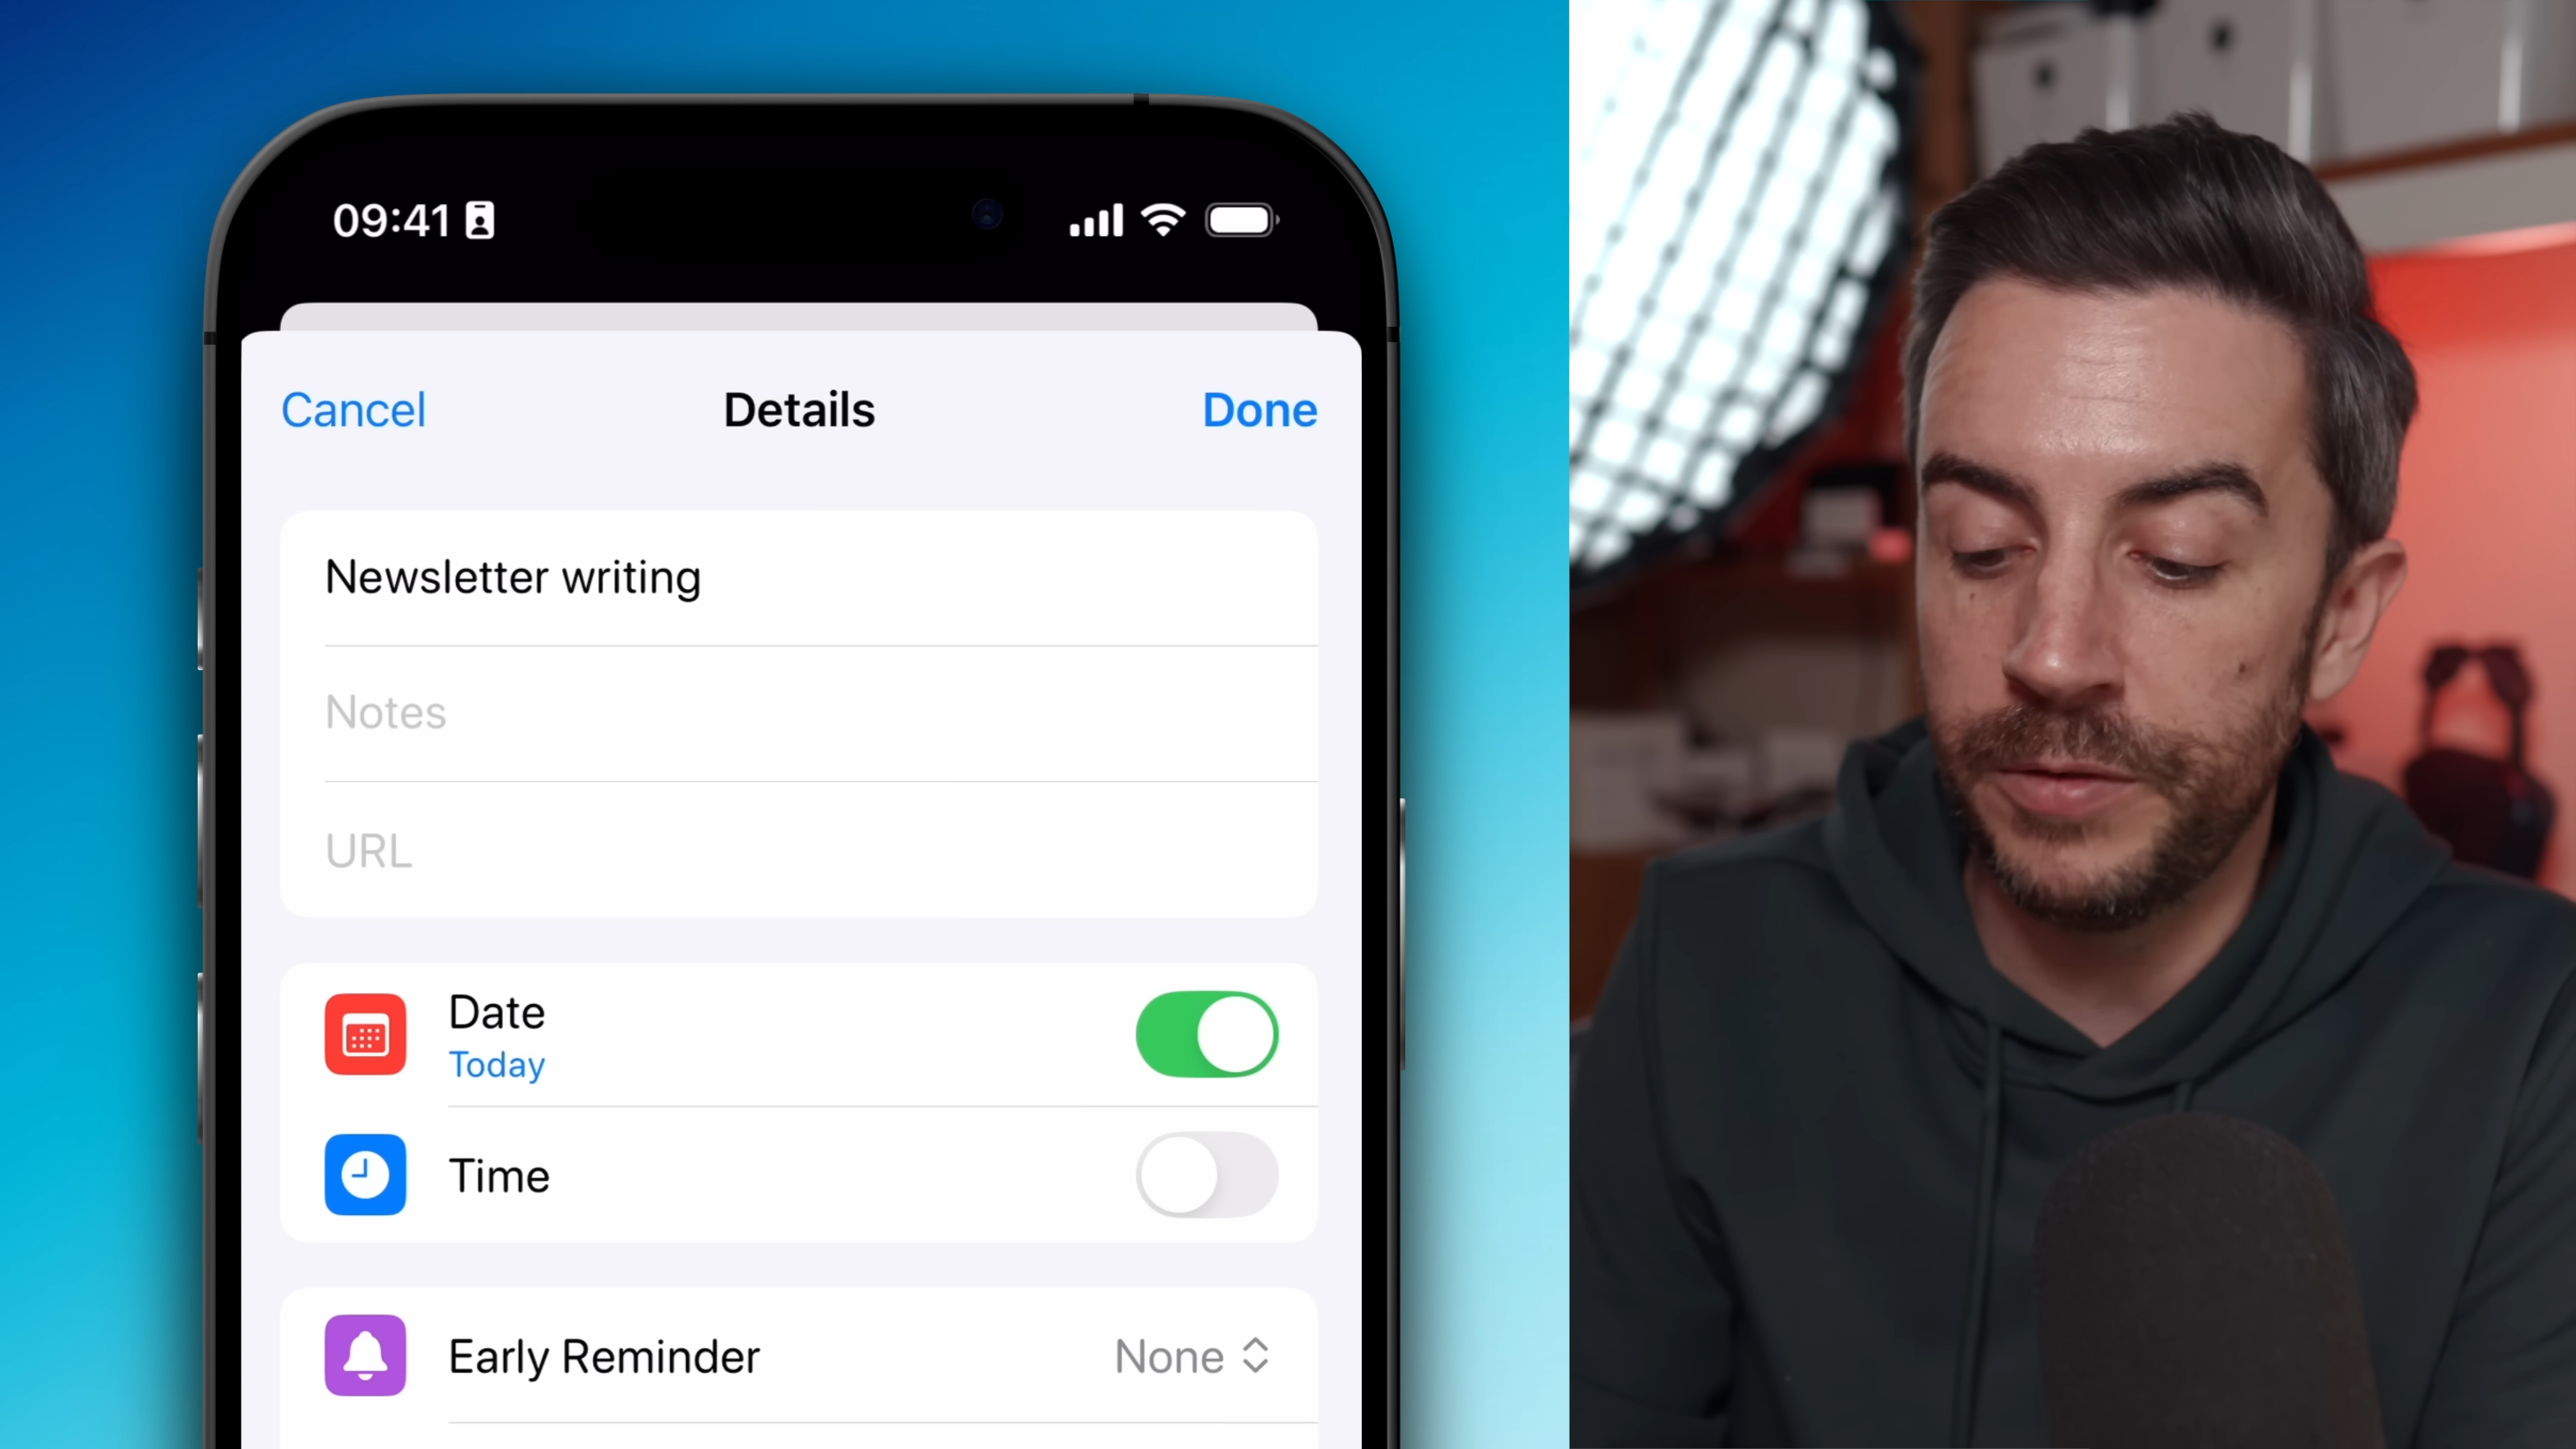 09:41
Cancel Details Done
Newsletter writing
Notes
URL
Date
Today
Time
Early Reminder None